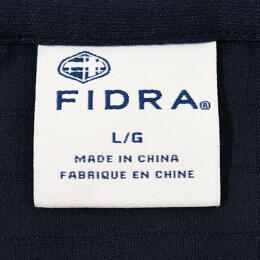 FIDRA®
L/G
MADE IN CHINA
FABRIQUE EN CHINE